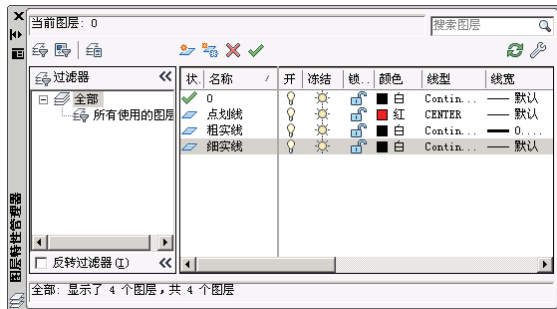 当前图层: 0
搜索图层
过滤器
全部
所有使用的图层
状. 名称 / 开 冻结 锁.. 颜色 线型 线宽
0 白 Contin... 默认
点划线 红 CENTER 默认
粗实线 白 Contin... 0....
细实线 白 Contin... 默认
反转过滤器(I)
全部: 显示了 4 个图层，共 4 个图层
图层特性管理器